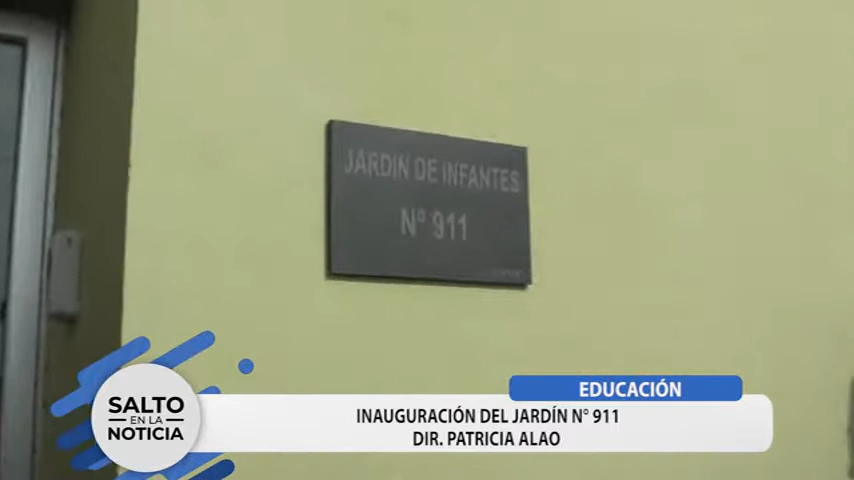 JARDIN DE INFANTES
N° 911
EDUCACIÓN
INAUGURACIÓN DEL JARDÍN N° 911
DIR. PATRICIA ALAO
SALTO
EN LA
NOTICIA